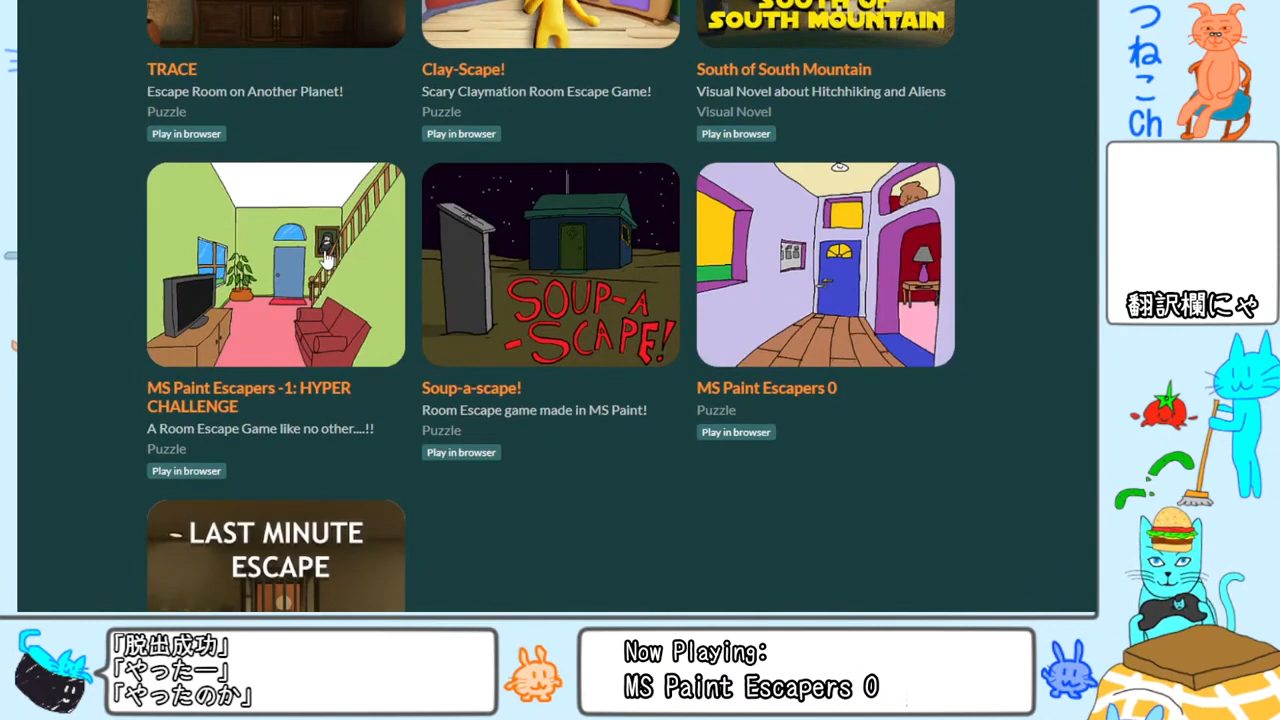 SOUTH OF
SOUTH MOUNTAIN
TRACE
Escape Room on Another Planet!
Puzzle
Play in browser
Clay-Scape!
Scary Claymation Room Escape Game!
Puzzle
Play in browser
South of South Mountain
Visual Novel about Hitchhiking and Aliens
Visual Novel
Play in browser
SOUP-A
-SCAPE!
MS Paint Escapers -1: HYPER
CHALLENGE
A Room Escape Game like no other....!!
Puzzle
Play in browser
Soup-a-scape!
Room Escape game made in MS Paint!
Puzzle
Play in browser
MS Paint Escapers 0
Puzzle
Play in browser
- LAST MINUTE
ESCAPE
つねこCh
翻訳欄にゃ
「脱出成功」
「やったー」
「やったのか」
Now Playing:
MS Paint Escapers 0